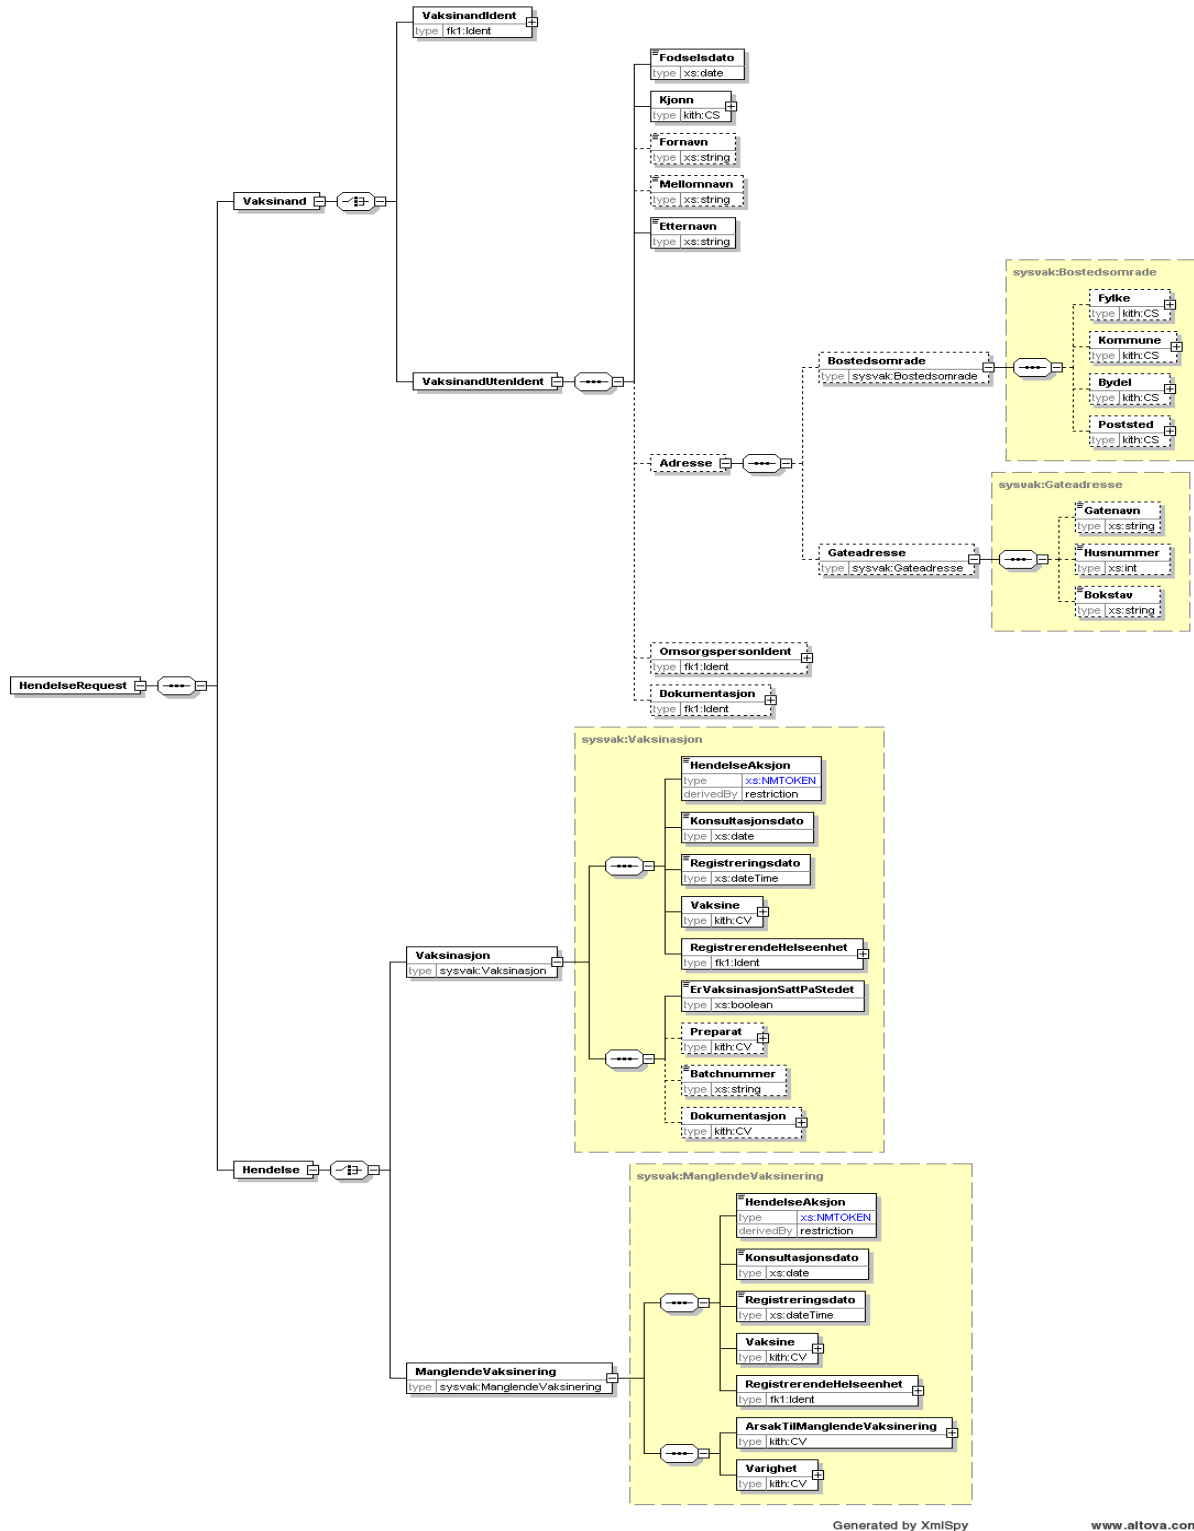 VaksinandIdent
type fk1:Ident
Fodselsdato
type xs:date
Kjonn
type kith:CS
Fornavn
type xs:string
Mellomnavn
type xs:string
Vaksinand
Etternavn
type xs:string
sysvak:Bostedsomrade
Fylke
type kith:CS
Kommune
type kith:CS
Bostedsomrade
type sysvak:Bostedsomrade
VaksinandUtenIdent
Bydel
type kith:CS
Poststed
type kith:CS
Adresse
sysvak:Gateadresse
Gatenavn
type xs:string
Gateadresse
type sysvak:Gateadresse
Husnummer
type xs:int
Bokstav
type xs:string
OmsorgspersonIdent
type fk1:Ident
HendelseRequest
Dokumentasjon
type fk1:Ident
sysvak:Vaksinasjon
HendelseAksjon
type xs:NMTOKEN
derivedBy restriction
Konsultasjonsdato
type xs:date
Registreringsdato
type xs:dateTime
Vaksine
type kith:CV
RegistrerendeHelseenhet
type fk1:Ident
Vaksinasjon
type sysvak:Vaksinasjon
ErVaksinasjonSattPaStedet
type xs:boolean
Preparat
type kith:CV
Batchnummer
type xs:string
Dokumentasjon
type kith:CV
Hendelse
sysvak:ManglendeVaksinering
HendelseAksjon
type xs:NMTOKEN
derivedBy restriction
Konsultasjonsdato
type xs:date
Registreringsdato
type xs:dateTime
Vaksine
type kith:CV
ManglendeVaksinering
type sysvak:ManglendeVaksinering
RegistrerendeHelseenhet
type fk1:Ident
ArsakTilManglendeVaksinering
type kith:CV
Varighet
type kith:CV
Generated by XmlSpy www.altova.com